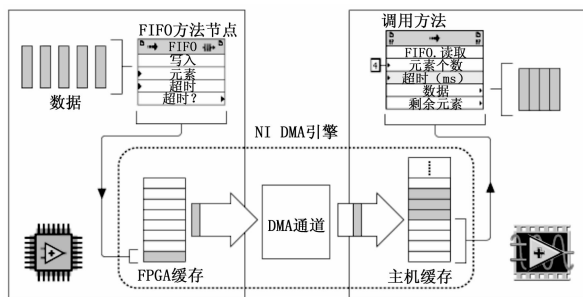 FIFO方法节点
FIFO
写入
元素
超时
超时?
数据
调用方法
FIFO.读取
4
元素个数
超时（ms）
数据
剩余元素
NI DMA引擎
DMA通道
FPGA缓存
主机缓存